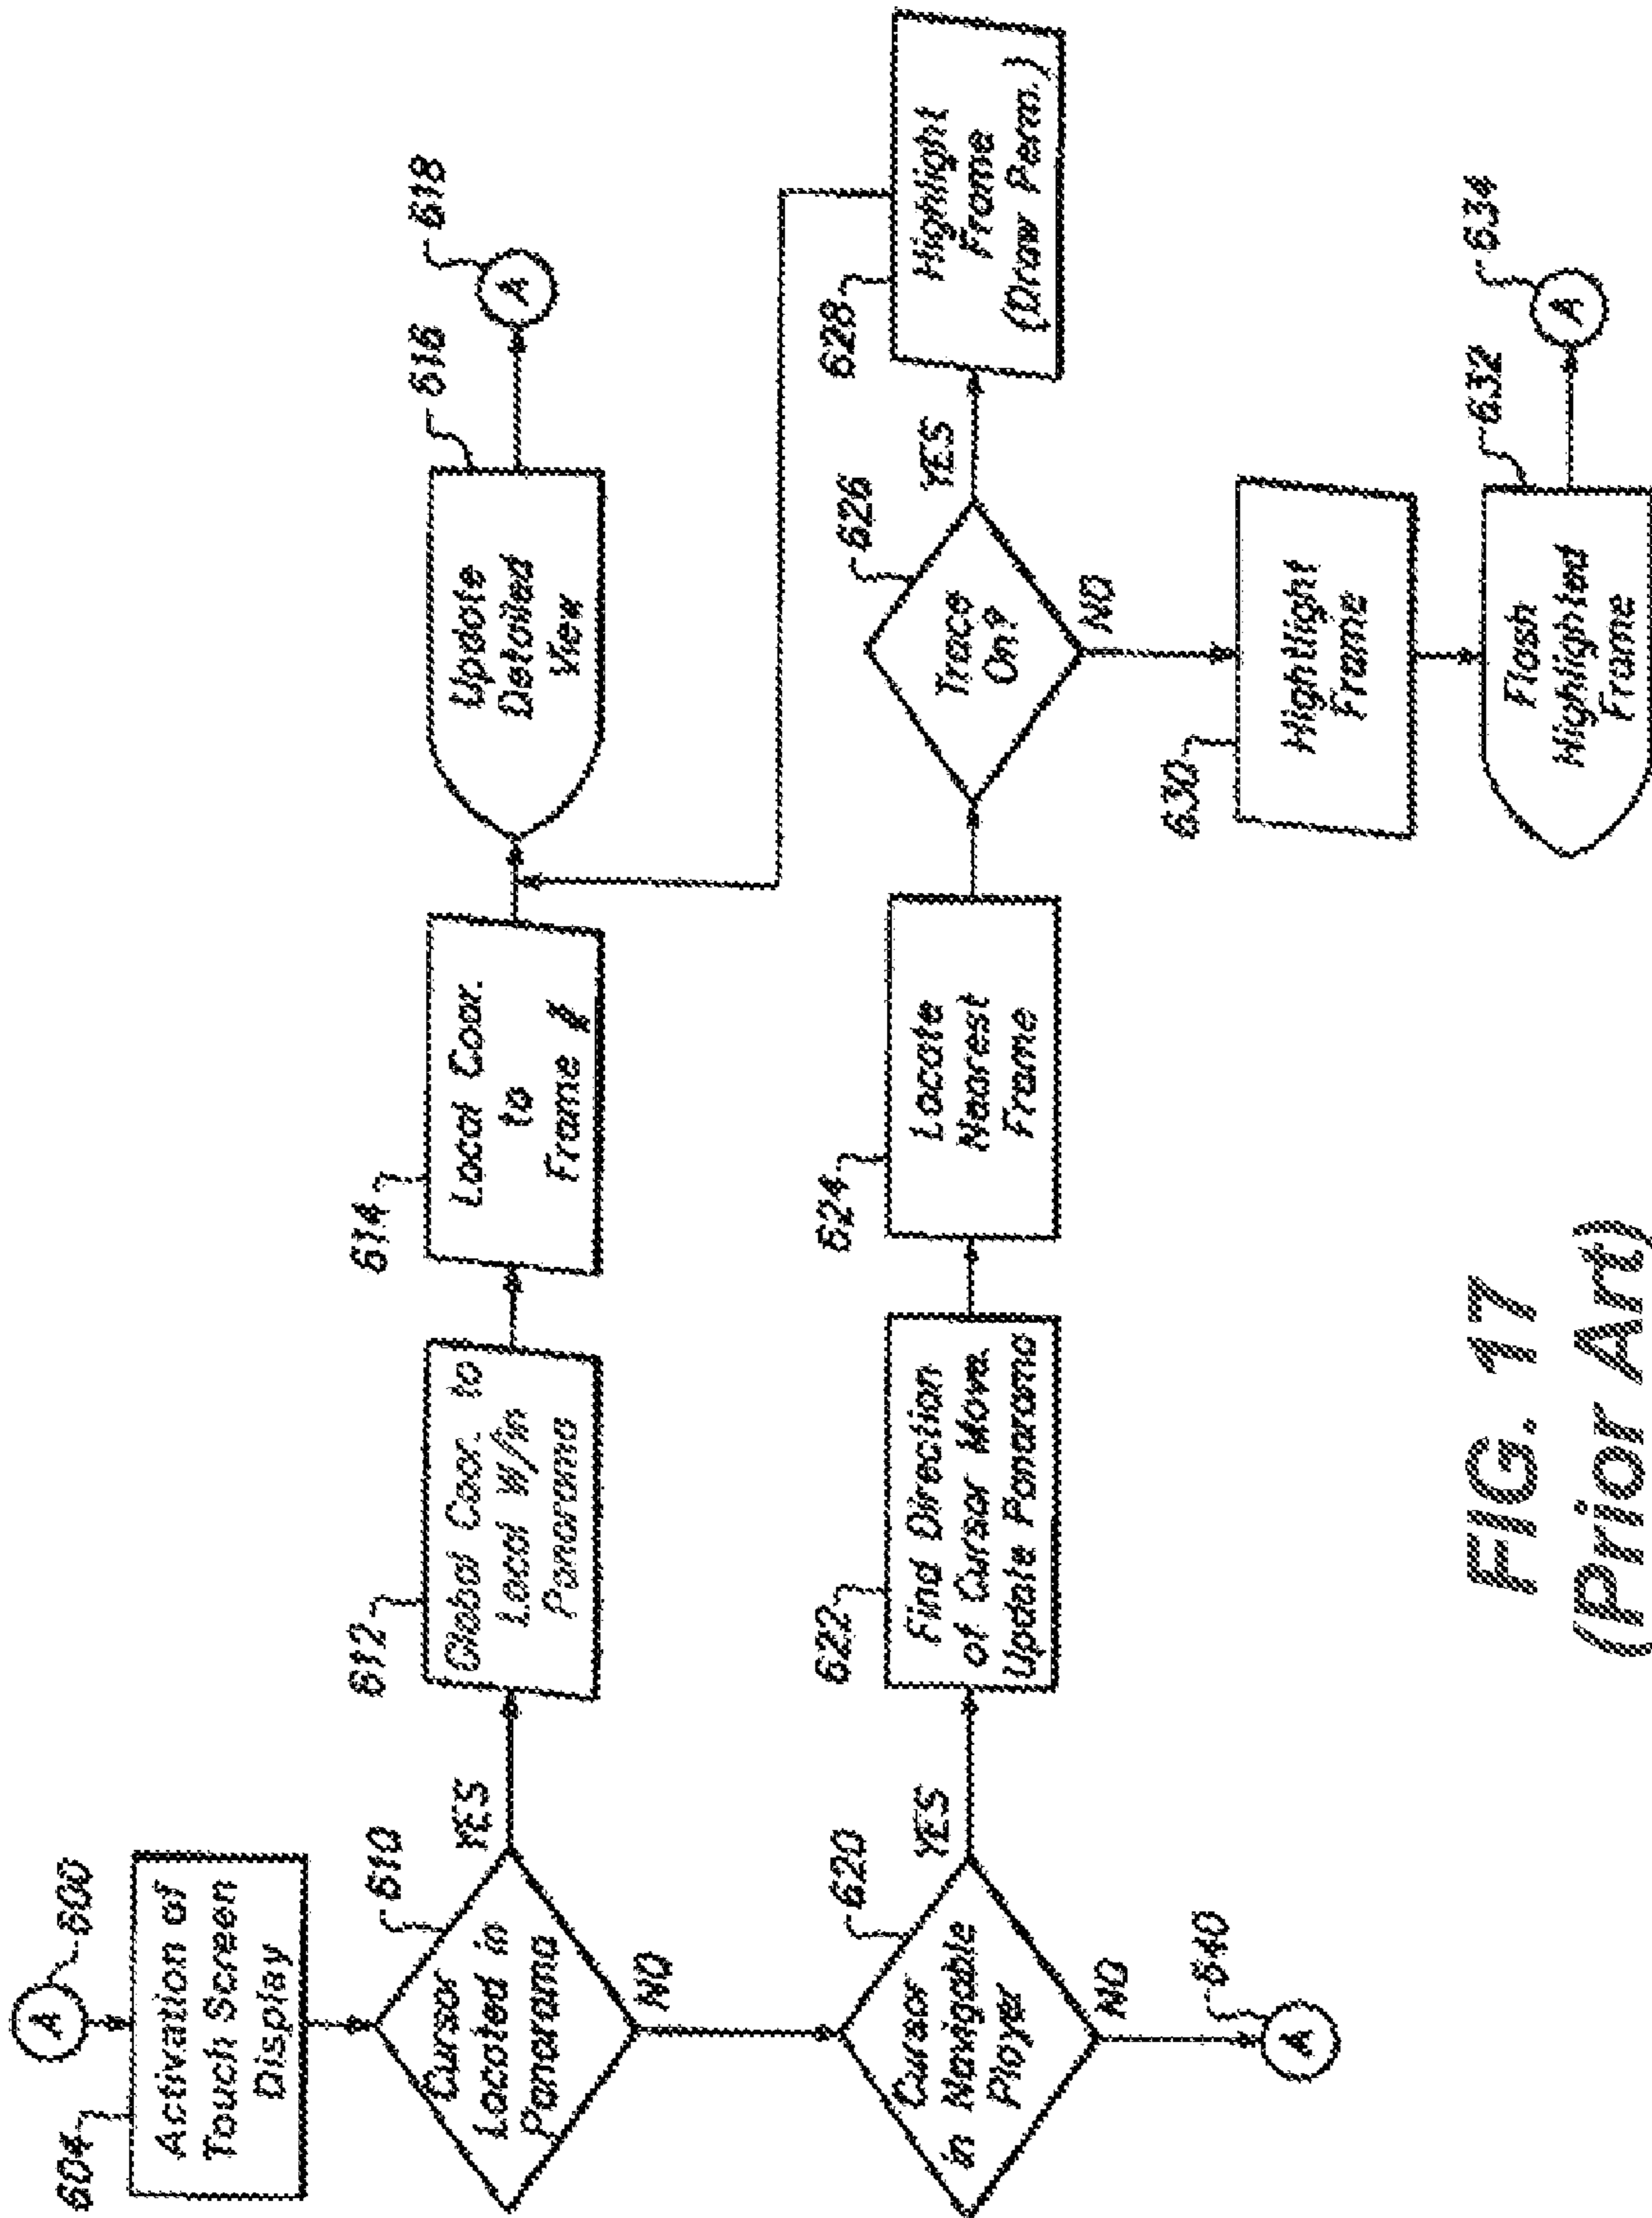 A
600
604
Activation of
Touch Screen
Display
610
Cursor
Located in
Panorama
YES
NO
612
Global Coor. to
Local W/in
Panorama
614
Local Coor.
to
Frame #
616
Update
Detailed
View
618
A
620
Cursor
in Navigable
Player
YES
NO
622
Find Direction
of Cursor Move.
Update Panorama
624
Locate
Nearest
Frame
626
Trace
On?
YES
NO
628
Highlight
Frame
(Draw Perm.)
630
Hightlight
Frame
632
Flash
Highlighted
Frame
634
A
640
A
FIG. 17
(Prior Art)